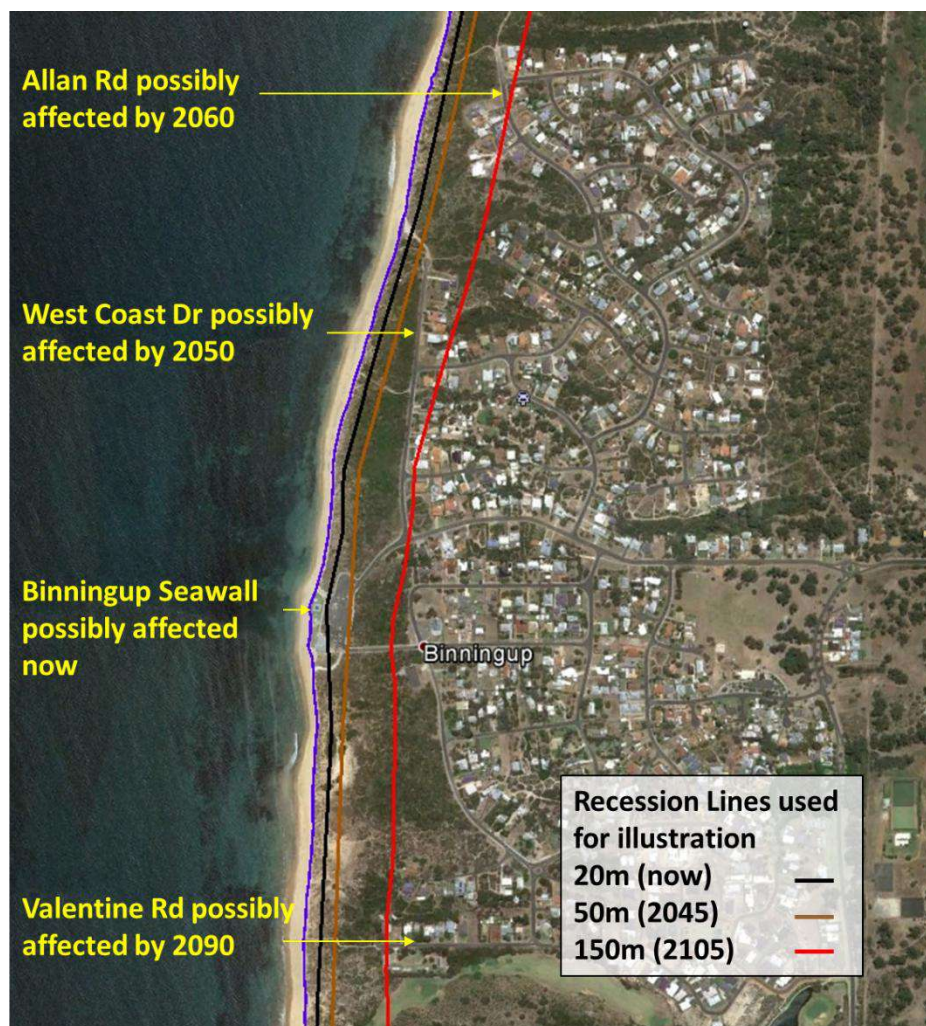 Allan Rd possibly
affected by 2060
West Coast Dr possibly
affected by 2050
Binningup Seawall
possibly affected
now
Binningup
Valentine Rd possibly
affected by 2090
Recession Lines used
for illustration
20m (now)
50m (2045)
150m (2105)